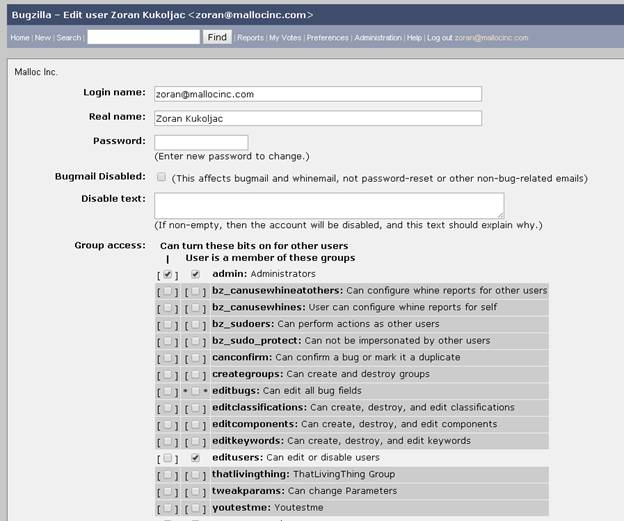 Bugzilla – Edit user Zoran Kukoljac <zoran@mallocinc.com>
Home | New | Search | Find | Reports | My Votes | Preferences | Administration | Help | Log out zoran@mallocinc.com
Malloc Inc.
Login name: zoran@mallocinc.com
Real name: Zoran Kukoljac
Password:
(Enter new password to change.)
Bugmail Disabled: (This affects bugmail and whinemail, not password-reset or other non-bug-related emails)
Disable text:
(If non-empty, then the account will be disabled, and this text should explain why.)
Group access: Can turn these bits on for other users
| User is a member of these groups
[ ] admin: Administrators
[ ] [ ] bz_canusewhineatothers: Can configure whine reports for other users
[ ] [ ] bz_canusewhines: User can configure whine reports for self
[ ] [ ] bz_sudoers: Can perform actions as other users
[ ] [ ] bz_sudo_protect: Can not be impersonated by other users
[ ] [ ] canconfirm: Can confirm a bug or mark it a duplicate
[ ] [ ] creategroups: Can create and destroy groups
[ ] * * editbugs: Can edit all bug fields
[ ] [ ] editclassifications: Can create, destroy, and edit classifications
[ ] [ ] editcomponents: Can create, destroy, and edit components
[ ] [ ] editkeywords: Can create, destroy, and edit keywords
[ ] editusers: Can edit or disable users
[ ] [ ] thatlivingthing: ThatLivingThing Group
[ ] [ ] tweakparams: Can change Parameters
[ ] [ ] youtestme: Youtestme